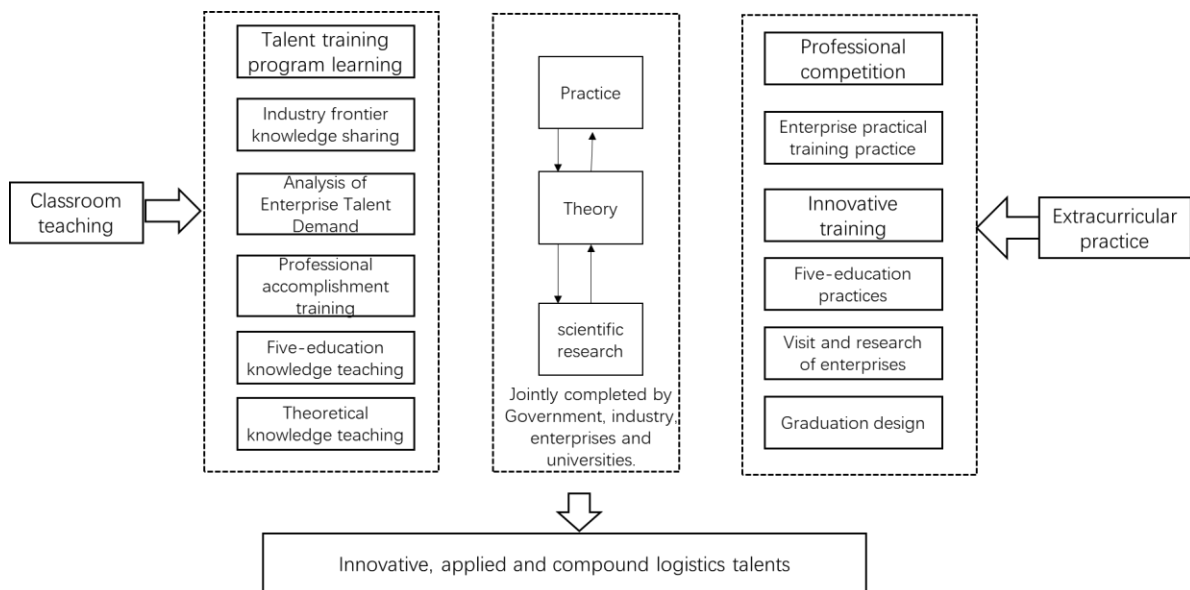 Classroom
teaching
Talent training
program learning
Industry frontier
knowledge sharing
Analysis of
Enterprise Talent
Demand
Professional
accomplishment
training
Five-education
knowledge teaching
Theoretical
knowledge teaching
Practice
Theory
scientific
research
Jointly completed by
Government, industry,
enterprises and
universities.
Professional
competition
Enterprise practical
training practice
Innovative
training
Five-education
practices
Visit and research
of enterprises
Graduation design
Extracurricular
practice
Innovative, applied and compound logistics talents